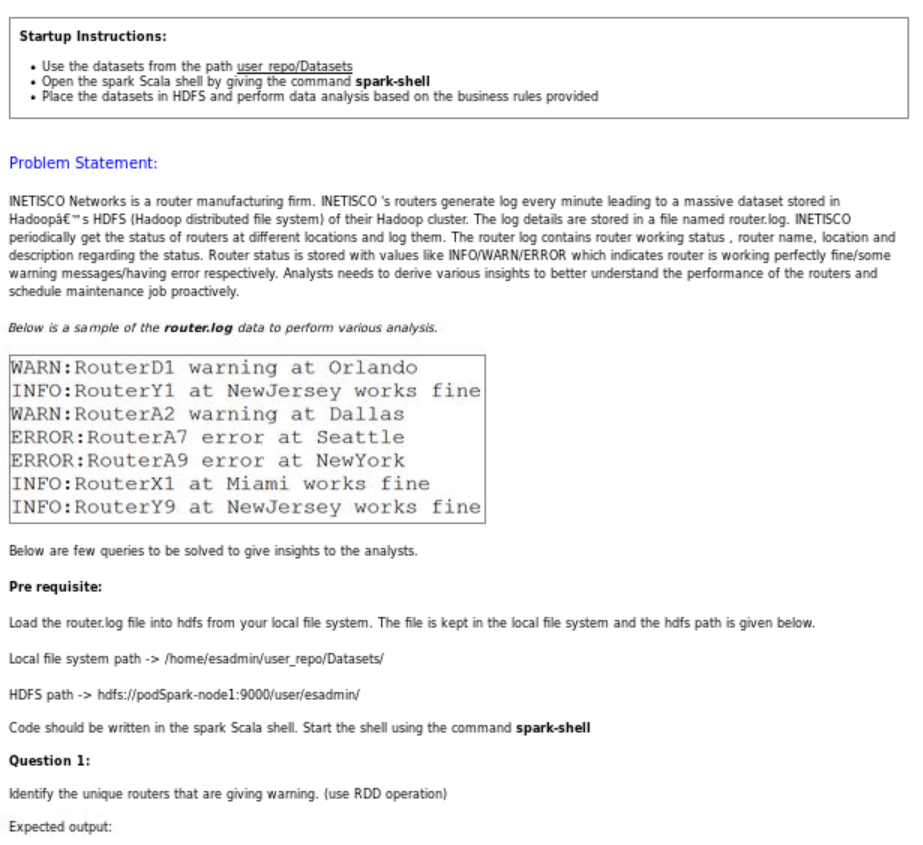 Startup Instructions:
• Use the datasets from the path user_repo/Datasets
• Open the spark Scala shell by giving the command spark-shell
• Place the datasets in HDFS and perform data analysis based on the business rules provided
Problem Statement:
INETISCO Networks is a router manufacturing firm. INETISCO 's routers generate log every minute leading to a massive dataset stored in
Hadoopâ€™s HDFS (Hadoop distributed file system) of their Hadoop cluster. The log details are stored in a file named router.log. INETISCO
periodically get the status of routers at different locations and log them. The router log contains router working status , router name, location and
description regarding the status. Router status is stored with values like INFO/WARN/ERROR which indicates router is working perfectly fine/some
warning messages/having error respectively. Analysts needs to derive various insights to better understand the performance of the routers and
schedule maintenance job proactively.
Below is a sample of the router.log data to perform various analysis.
WARN:RouterD1 warning at Orlando
INFO:RouterY1 at NewJersey works fine
WARN:RouterA2 warning at Dallas
ERROR:RouterA7 error at Seattle
ERROR:RouterA9 error at NewYork
INFO:RouterX1 at Miami works fine
INFO:RouterY9 at NewJersey works fine
Below are few queries to be solved to give insights to the analysts.
Pre requisite:
Load the router.log file into hdfs from your local file system. The file is kept in the local file system and the hdfs path is given below.
Local file system path -> /home/esadmin/user_repo/Datasets/
HDFS path -> hdfs://podSpark-node1:9000/user/esadmin/
Code should be written in the spark Scala shell. Start the shell using the command spark-shell
Question 1:
Identify the unique routers that are giving warning. (use RDD operation)
Expected output: